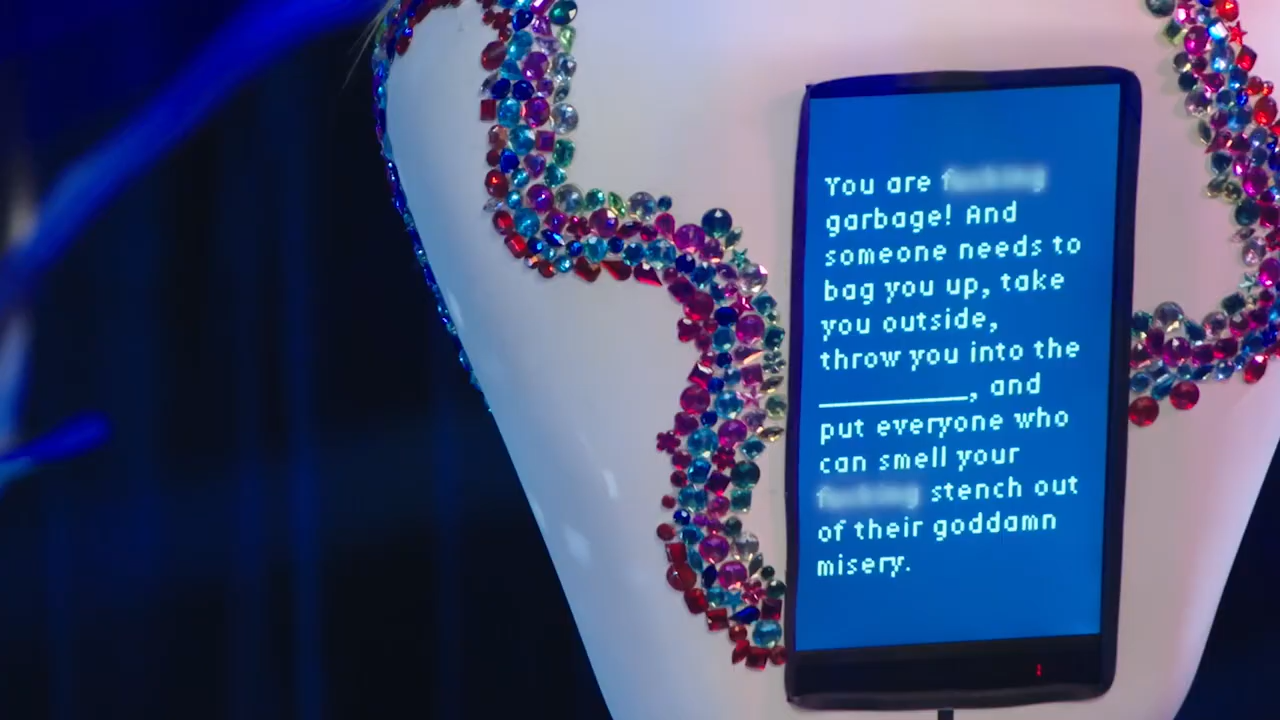 You are
garbage! And
someone needs to
bag you up, take
you outside,
throw you into the
__________, and
put everyone who
can smell your
stench out
of their goddamn
misery.